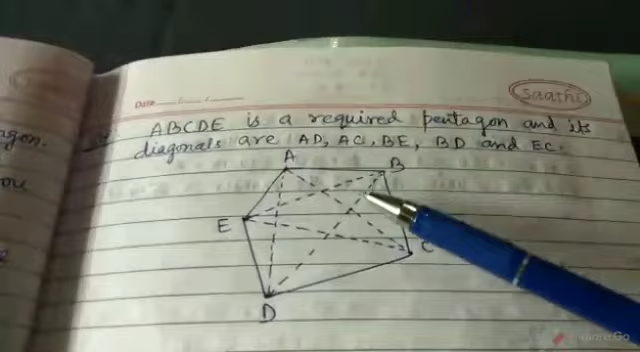 Date
saathi
ABCDE is a required pentagon and its
diagonals are AD, AC, BE, BD and EC.
A
B
E
C
D
agon.
ou